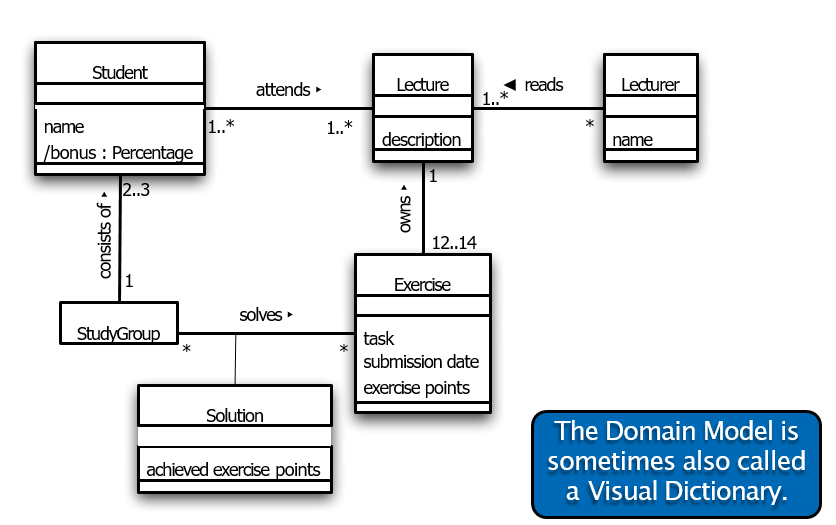 Student
name
/bonus : Percentage
attends ▸
1..*
1..*
Lecture
description
◀ reads
1..*
*
Lecturer
name
2..3
consists of ▸
1
1
owns ▸
12..14
StudyGroup
solves ▸
*
*
Exercise
task
submission date
exercise points
Solution
achieved exercise points
The Domain Model is
sometimes also called
a Visual Dictionary.